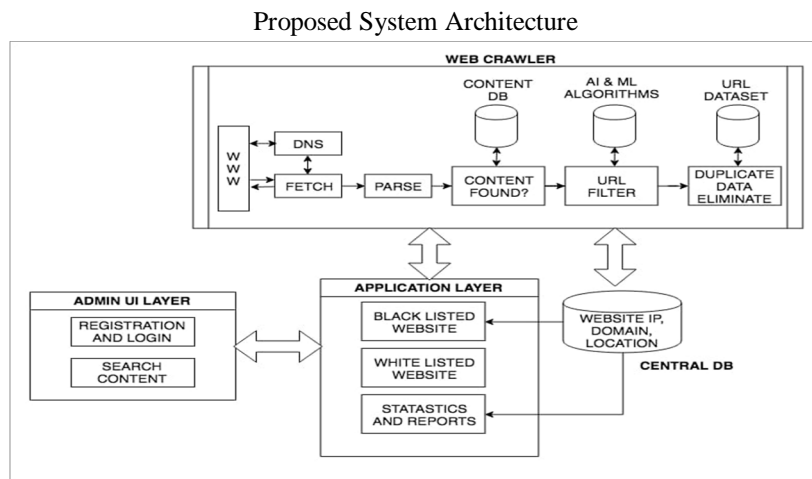 Proposed System Architecture
WEB CRAWLER
CONTENT
DB
AI & ML
ALGORITHMS
URL
DATASET
W
W
W
DNS
FETCH
PARSE
CONTENT
FOUND?
URL
FILTER
DUPLICATE
DATA
ELIMINATE
ADMIN UI LAYER
REGISTRATION
AND LOGIN
SEARCH
CONTENT
APPLICATION LAYER
BLACK LISTED
WEBSITE
WHITE LISTED
WEBSITE
STATASTICS
AND REPORTS
WEBSITE IP,
DOMAIN,
LOCATION
CENTRAL DB